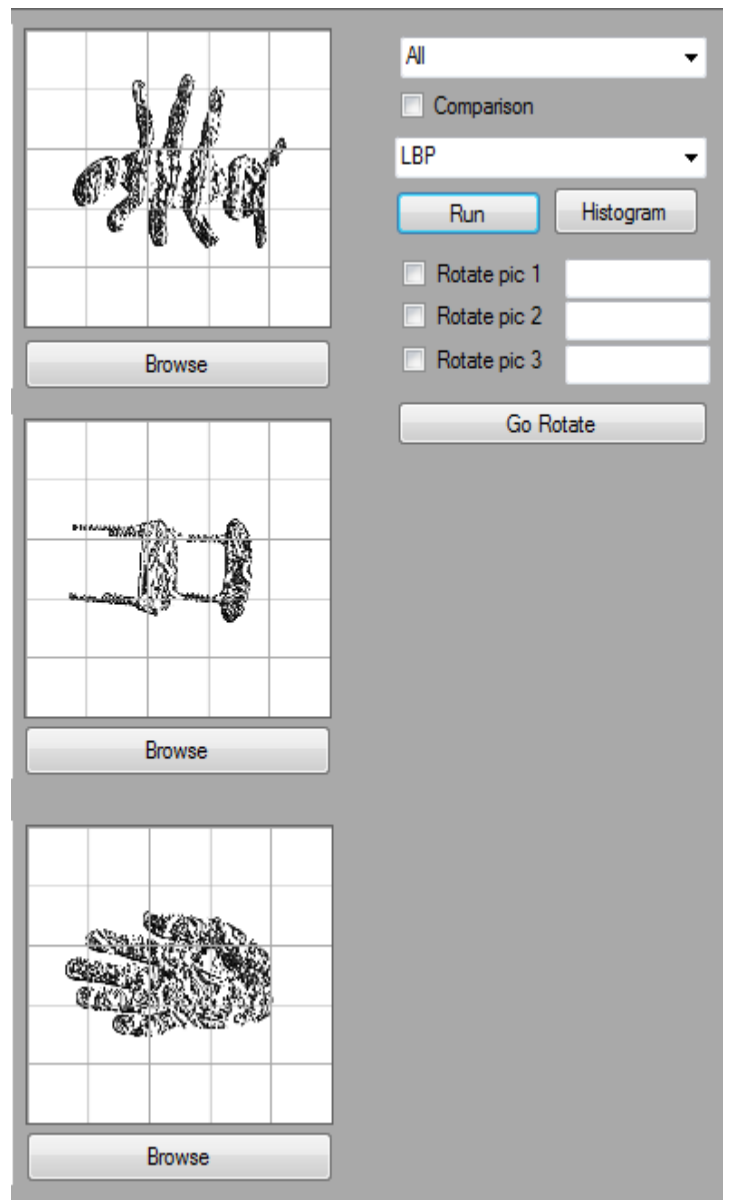 All
Comparison
LBP
Run Histogram
Rotate pic 1
Rotate pic 2
Rotate pic 3
Browse
Go Rotate
Browse
Browse